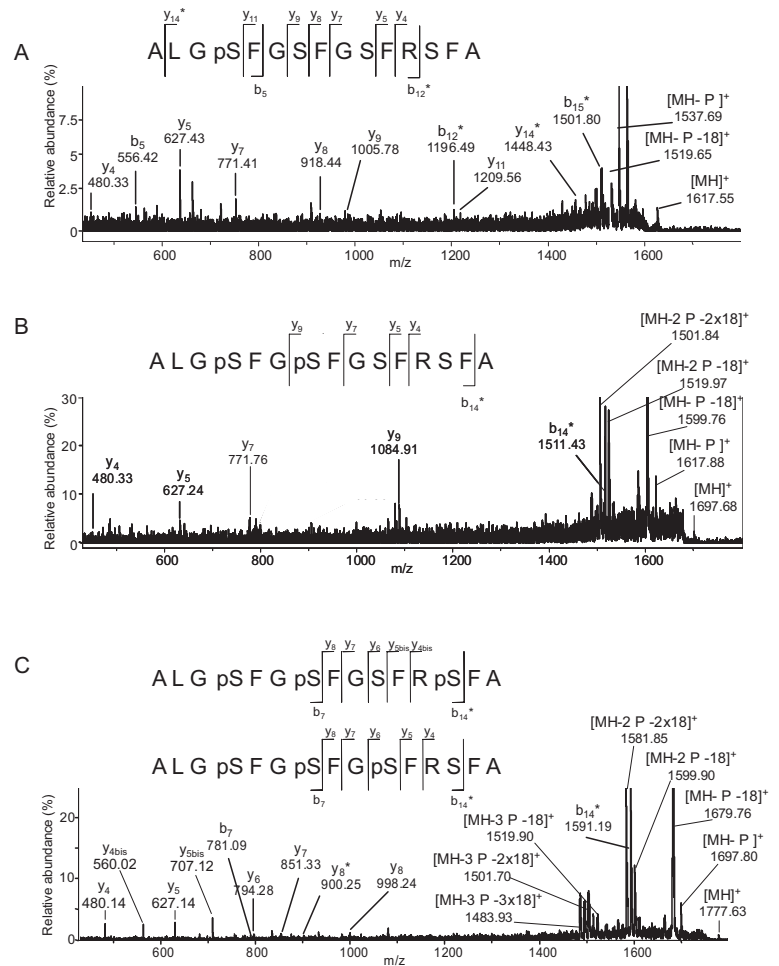 A
y14* y11 y9 y8 y7 y5 y4
A L G pS F G S F G S F R S F A
b5 b12*
Relative abundance (%)
7.5
5
2.5
0
y4
480.33
b5
556.42
y5
627.43
y7
771.41
y8
918.44
y9
1005.78
b12*
1196.49
y11
1209.56
y14*
1448.43
b15*
1501.80
[MH- P ]+
1537.69
[MH- P -18]+
1519.65
[MH]+
1617.55
600 800 1000 1200 1400 1600
m/z
B
y9 y7 y5 y4
A L G pS F G pS F G S F R S F A
b14*
Relative abundance (%)
30
20
10
0
y4
480.33
y5
627.24
y7
771.76
y9
1084.91
b14*
1511.43
[MH-2 P -2x18]+
1501.84
[MH-2 P -18]+
1519.97
[MH- P -18]+
1599.76
[MH- P ]+
1617.88
[MH]+
1697.68
600 800 1000 1200 1400 1600
m/z
C
y8 y7 y6 y5bis y4bis
A L G pS F G pS F G S F R pS F A
b7 b14*
y8 y7 y6 y5 y4
A L G pS F G pS F G pS F R S F A
b7 b14*
Relative abundance (%)
20
10
0
y4
480.14
y4bis
560.02
y5
627.14
y5bis
707.12
b7
781.09
y6
794.28
y7
851.33
y8*
900.25
y8
998.24
[MH-3 P -18]+
1519.90
[MH-3 P -2x18]+
1501.70
[MH-3 P -3x18]+
1483.93
b14*
1591.19
[MH-2 P -2x18]+
1581.85
[MH-2 P -18]+
1599.90
[MH- P -18]+
1679.76
[MH- P ]+
1697.80
[MH]+
1777.63
600 800 1000 1200 1400 1600
m/z